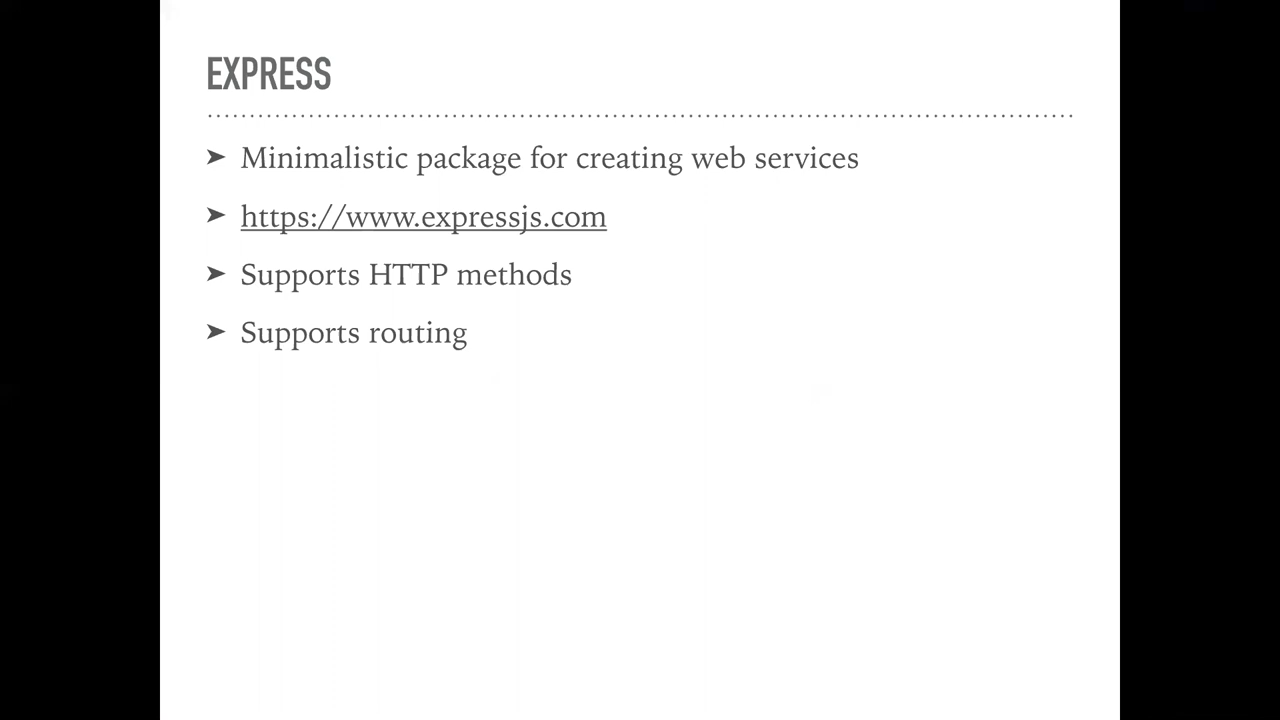 EXPRESS
➤ Minimalistic package for creating web services
➤ https://www.expressjs.com
➤ Supports HTTP methods
➤ Supports routing